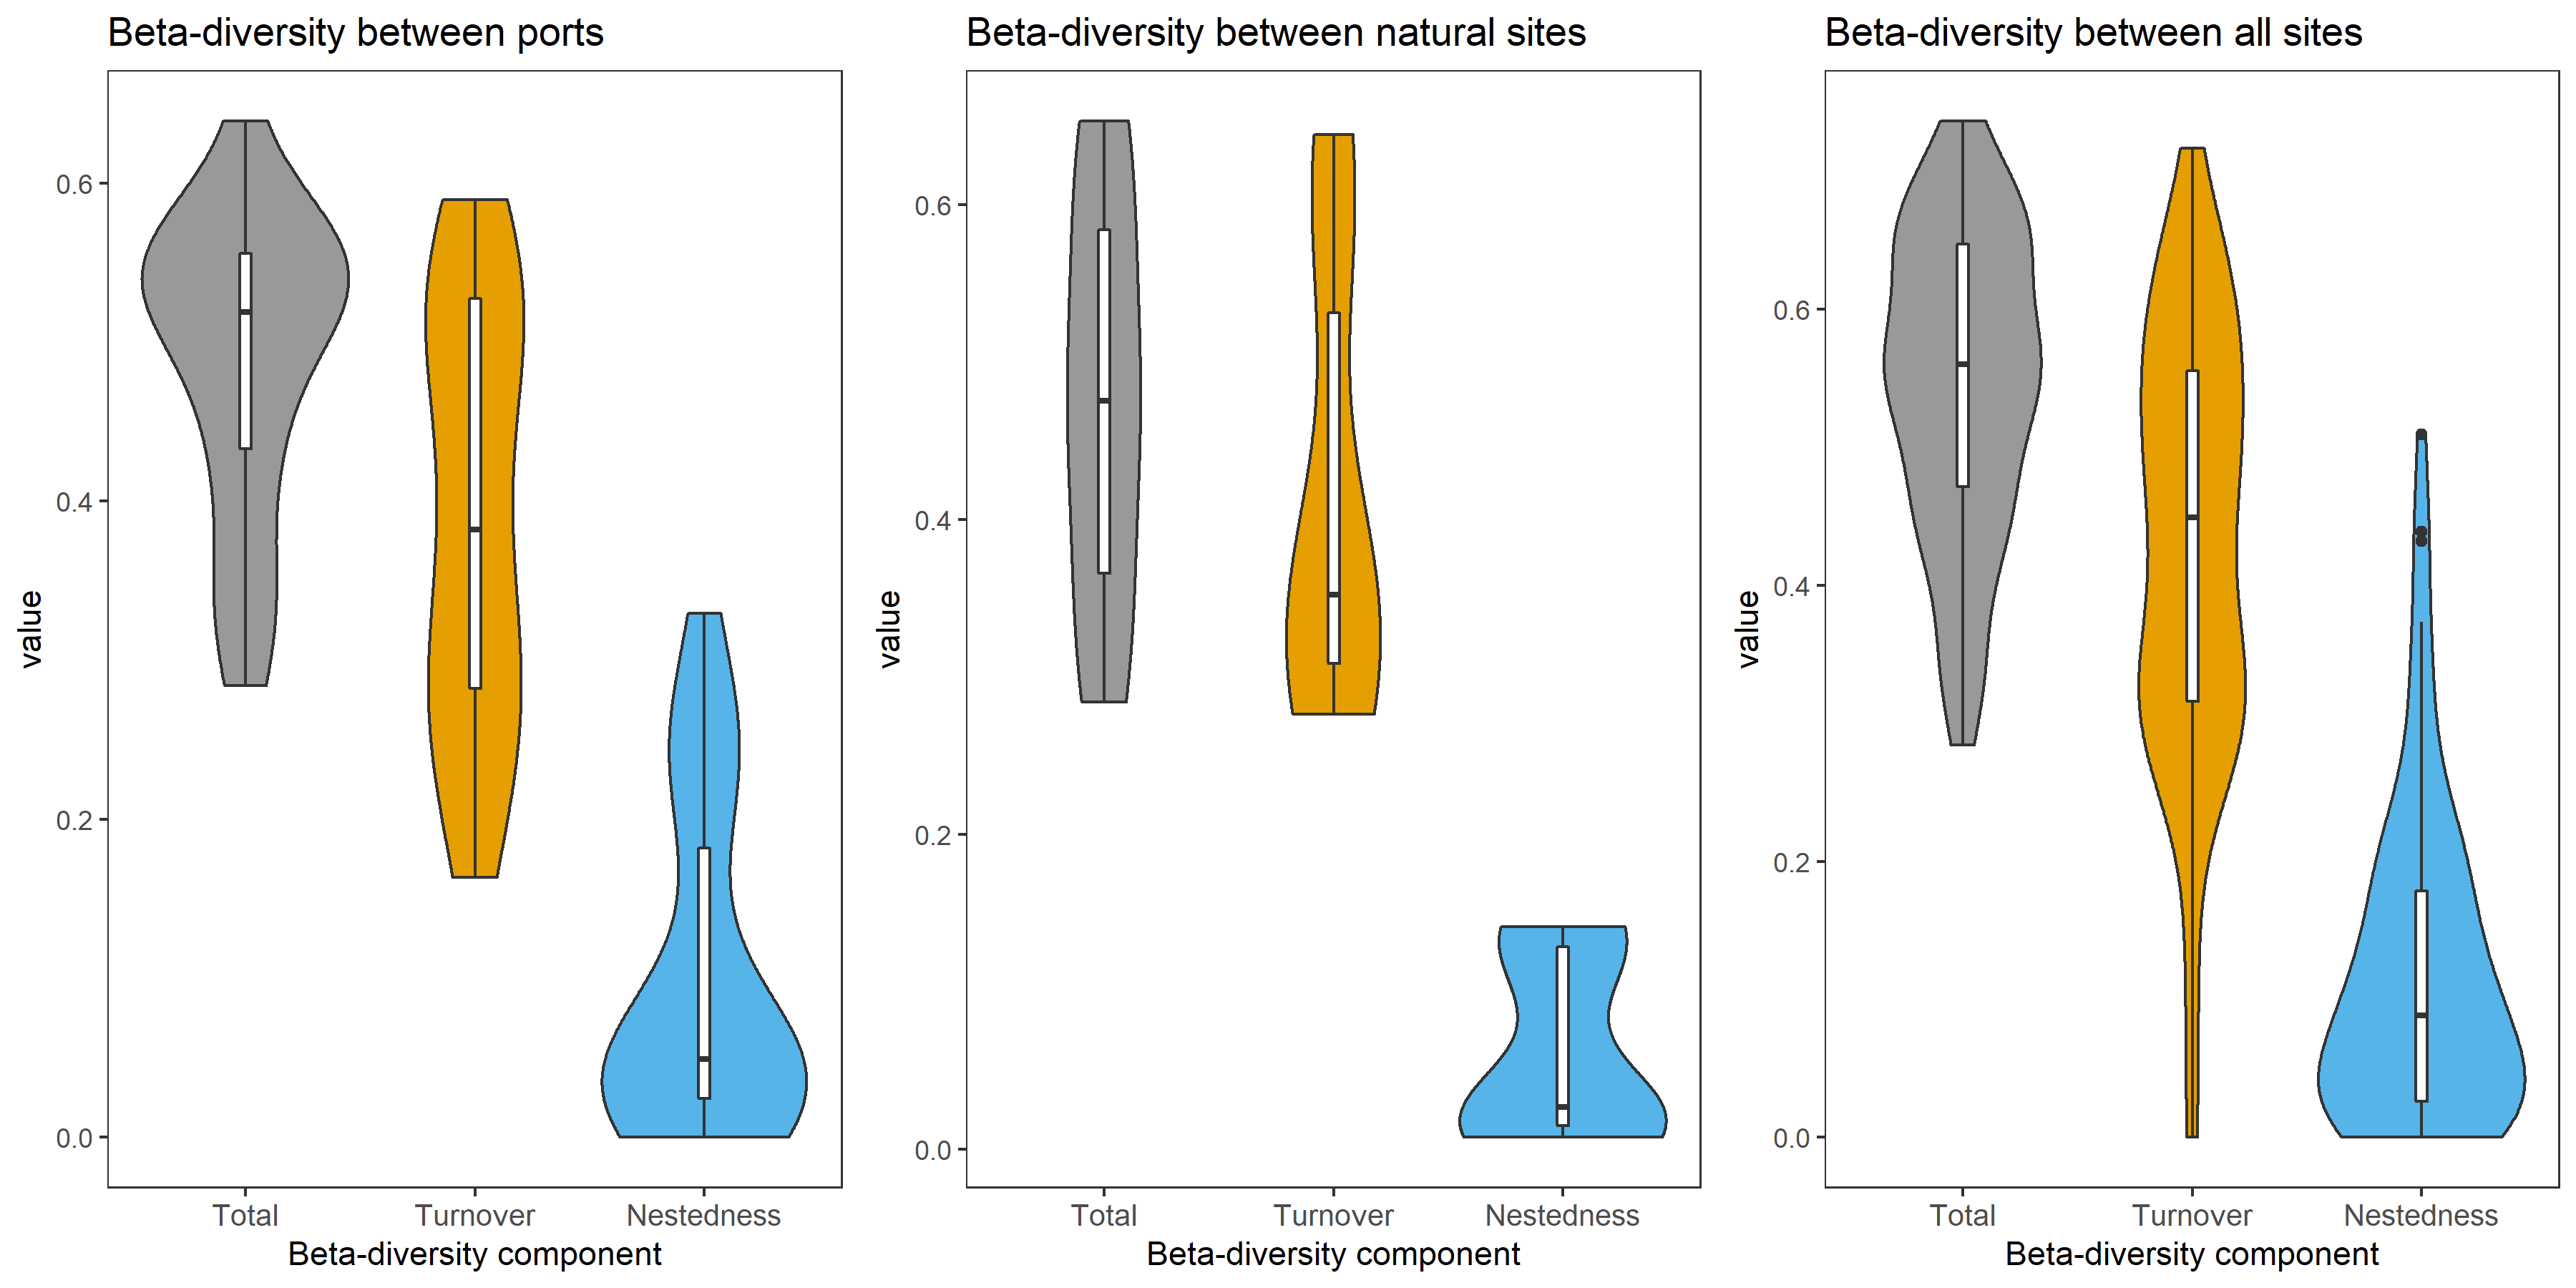 Beta-diversity between ports
0.6
0.4
0.2
0.0
value
Total Turnover Nestedness
Beta-diversity component
Beta-diversity between natural sites
0.6
0.4
0.2
0.0
value
Total Turnover Nestedness
Beta-diversity component
Beta-diversity between all sites
0.6
0.4
0.2
0.0
value
Total Turnover Nestedness
Beta-diversity component